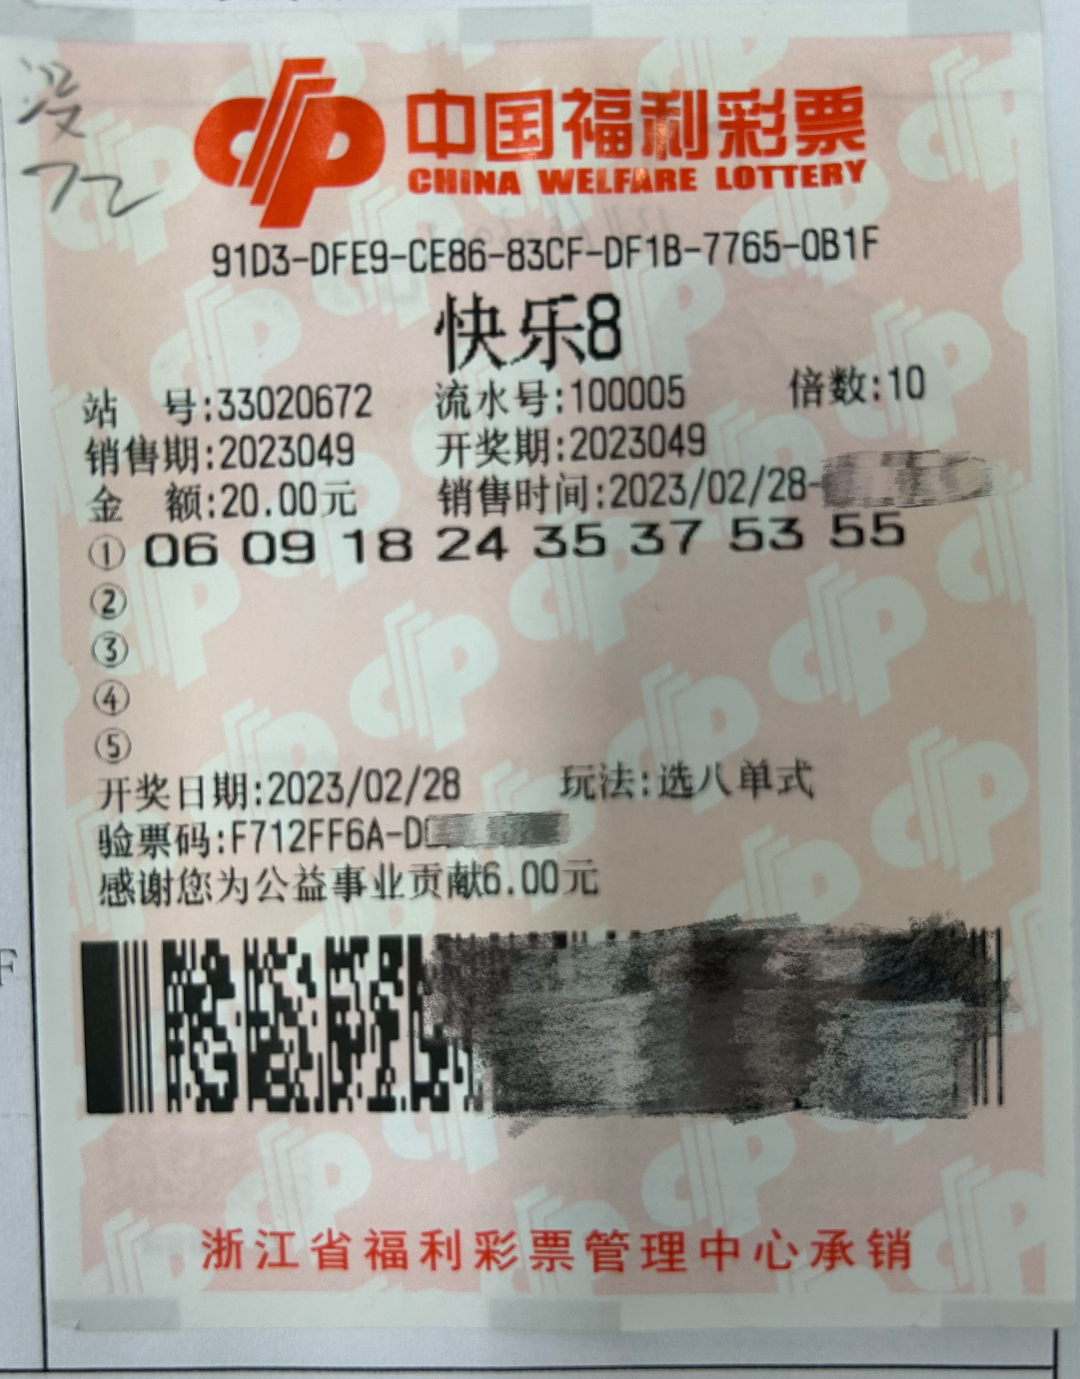 没
中国福利彩票
CHINA WELFARE LOTTERY
91D3-DFE9-CE86-83CF-DF1B-7765-0B1F
快乐8
站 号:33020672 流水号:100005 倍数:10
销售期:2023049 开奖期:2023049
金 额:20.00元 销售时间:2023/02/28-
① 06 09 18 24 35 37 53 55
②
③
④
⑤
开奖日期:2023/02/28 玩法:选八单式
验票码:F712FF6A-D
感谢您为公益事业贡献6.00元
浙江省福利彩票管理中心承销
F